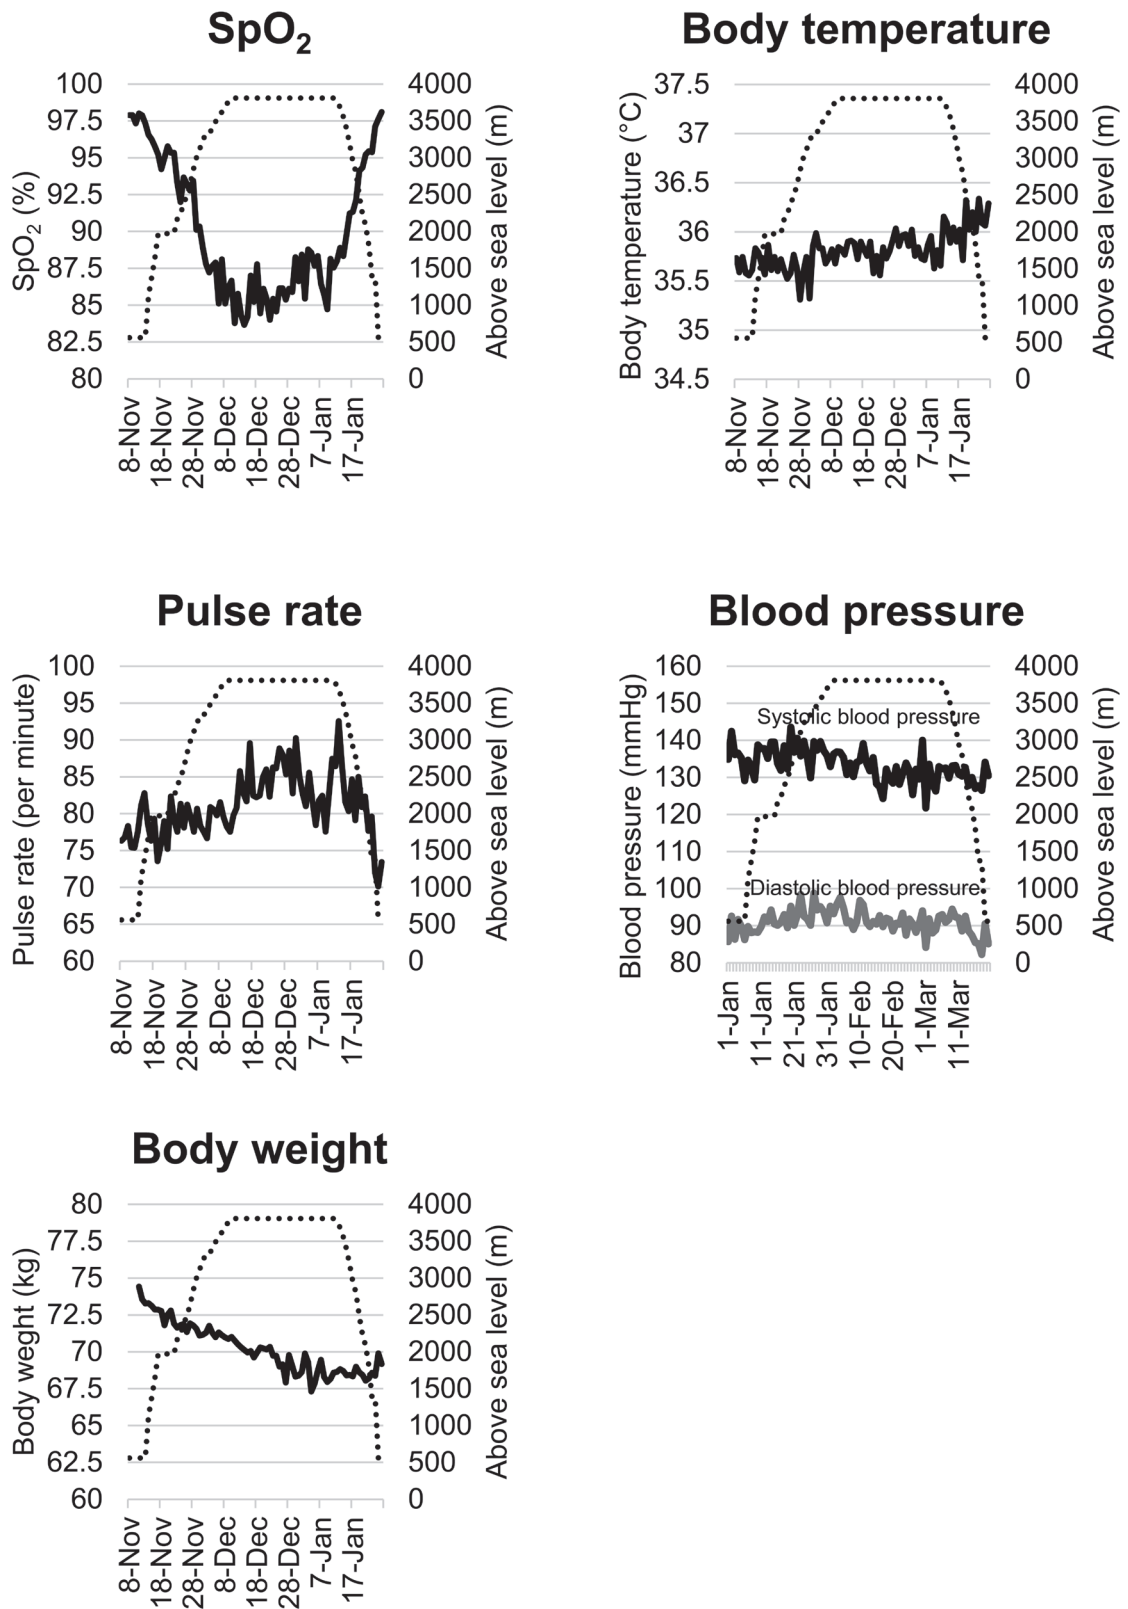 SpO2
100
97.5
95
92.5
90
87.5
85
82.5
80
SpO2 (%)
4000
3500
3000
2500
2000
1500
1000
500
0
Above sea level (m)
8-Nov
18-Nov
28-Nov
8-Dec
18-Dec
28-Dec
7-Jan
17-Jan
Body temperature
37.5
37
36.5
36
35.5
35
34.5
Body temperature (°C)
4000
3500
3000
2500
2000
1500
1000
500
0
Above sea level (m)
8-Nov
18-Nov
28-Nov
8-Dec
18-Dec
28-Dec
7-Jan
17-Jan
Pulse rate
100
95
90
85
80
75
70
65
60
Pulse rate (per minute)
4000
3500
3000
2500
2000
1500
1000
500
0
Above sea level (m)
8-Nov
18-Nov
28-Nov
8-Dec
18-Dec
28-Dec
7-Jan
17-Jan
Blood pressure
160
150
140
130
120
110
100
90
80
Blood pressure (mmHg)
Systolic blood pressure
Diastolic blood pressure
4000
3500
3000
2500
2000
1500
1000
500
0
Above sea level (m)
1-Jan
11-Jan
21-Jan
31-Jan
10-Feb
20-Feb
1-Mar
11-Mar
Body weight
80
77.5
75
72.5
70
67.5
65
62.5
60
Body weght (kg)
4000
3500
3000
2500
2000
1500
1000
500
0
Above sea level (m)
8-Nov
18-Nov
28-Nov
8-Dec
18-Dec
28-Dec
7-Jan
17-Jan